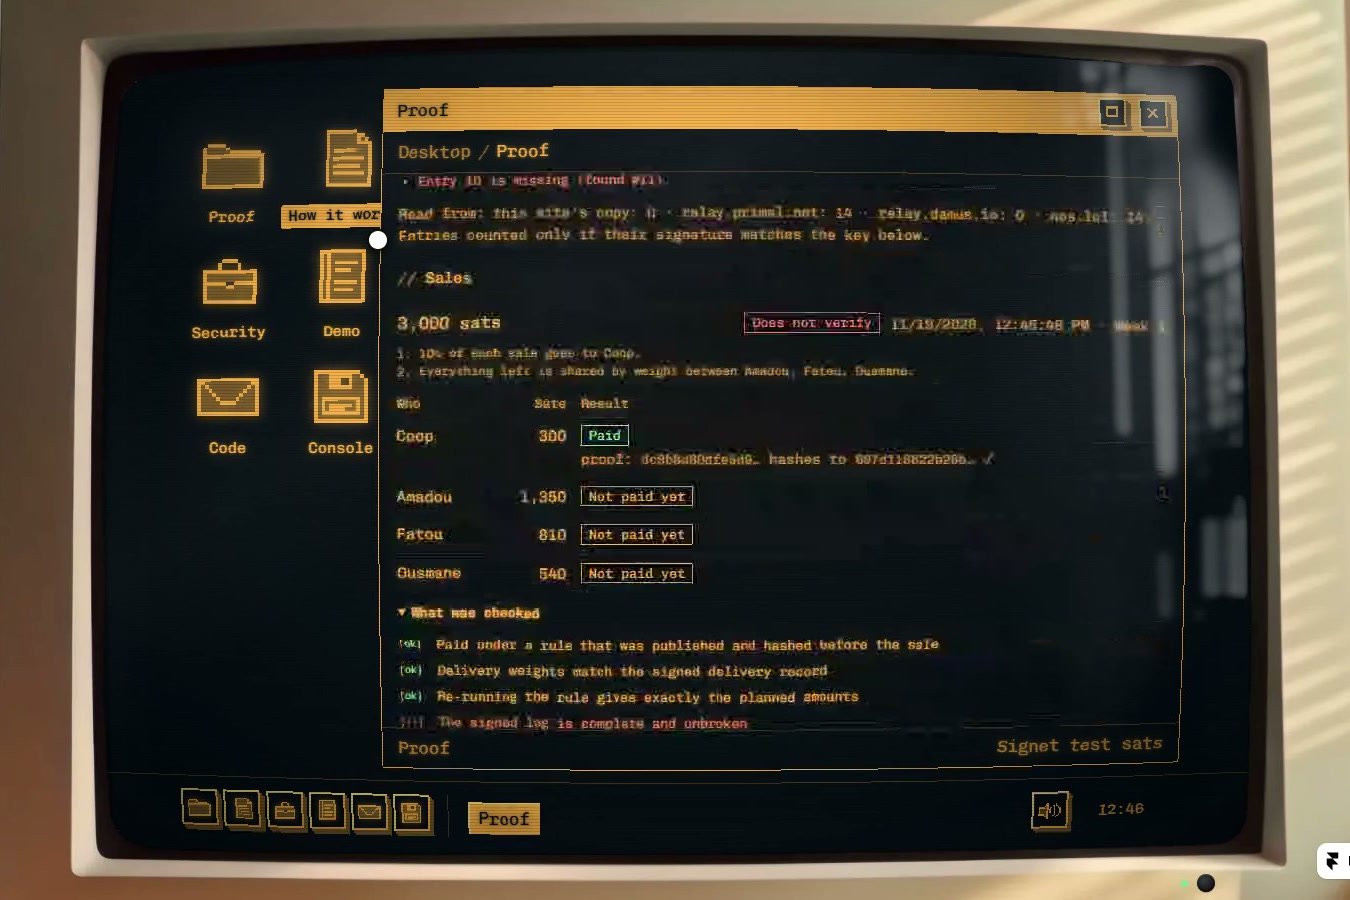 Proof
Desktop / Proof
Entry 10 is missing (found #11).
Read from: this site's copy: · relay.primal.net: 14 · relay.damus.io: 0 · nos.lol: 14
Entries counted only if their signature matches the key below.
// Sales
3,000 sats
Does not verify
12:46:48 PM · Week
1. 10% of each sale goes to Coop.
2. Everything left is shared by weight between Amadou, Fatou, Ousmane.
Who Sats Result
Coop 300 Paid
proof: hashes to
Amadou 1,350 Not paid yet
Fatou 810 Not paid yet
Ousmane 540 Not paid yet
▼ What was checked
[ok] Paid under a rule that was published and hashed before the sale
[ok] Delivery weights match the signed delivery record
[ok] Re-running the rule gives exactly the planned amounts
[!!] The signed log is complete and unbroken
Proof
Signet test sats
Proof
How it wor
Security
Demo
Code
Console
Proof
12:46